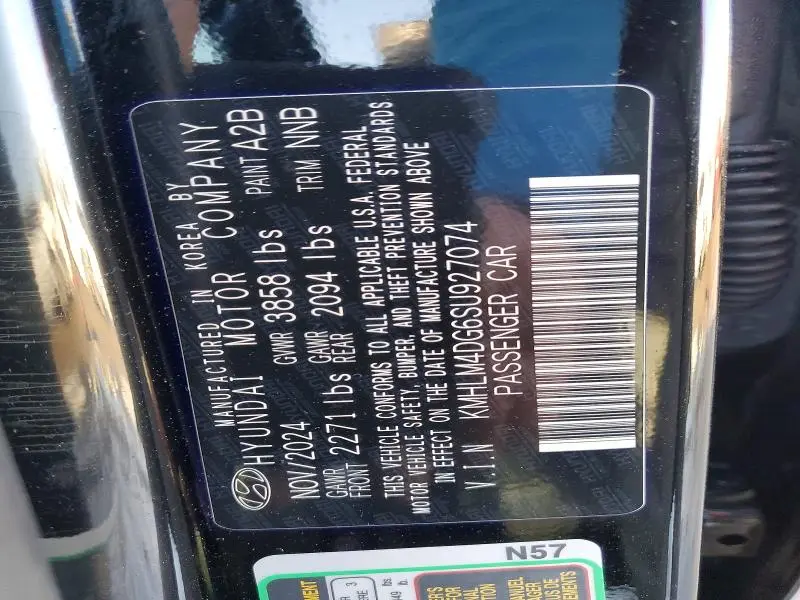 MANUFACTURED IN KOREA BY
HYUNDAI MOTOR COMPANY
NOV/2024 GVWR 3858 lbs PAINT A2B
GAWR FRONT 2271 lbs GAWR REAR 2094 lbs TRIM NNB
THIS VEHICLE CONFORMS TO ALL APPLICABLE U.S.A. FEDERAL
MOTOR VEHICLE SAFETY, BUMPER, AND THEFT PREVENTION STANDARDS
IN EFFECT ON THE DATE OF MANUFACTURE SHOWN ABOVE
V.I.N KMHLM4DG6SU927074
PASSENGER CAR
N57